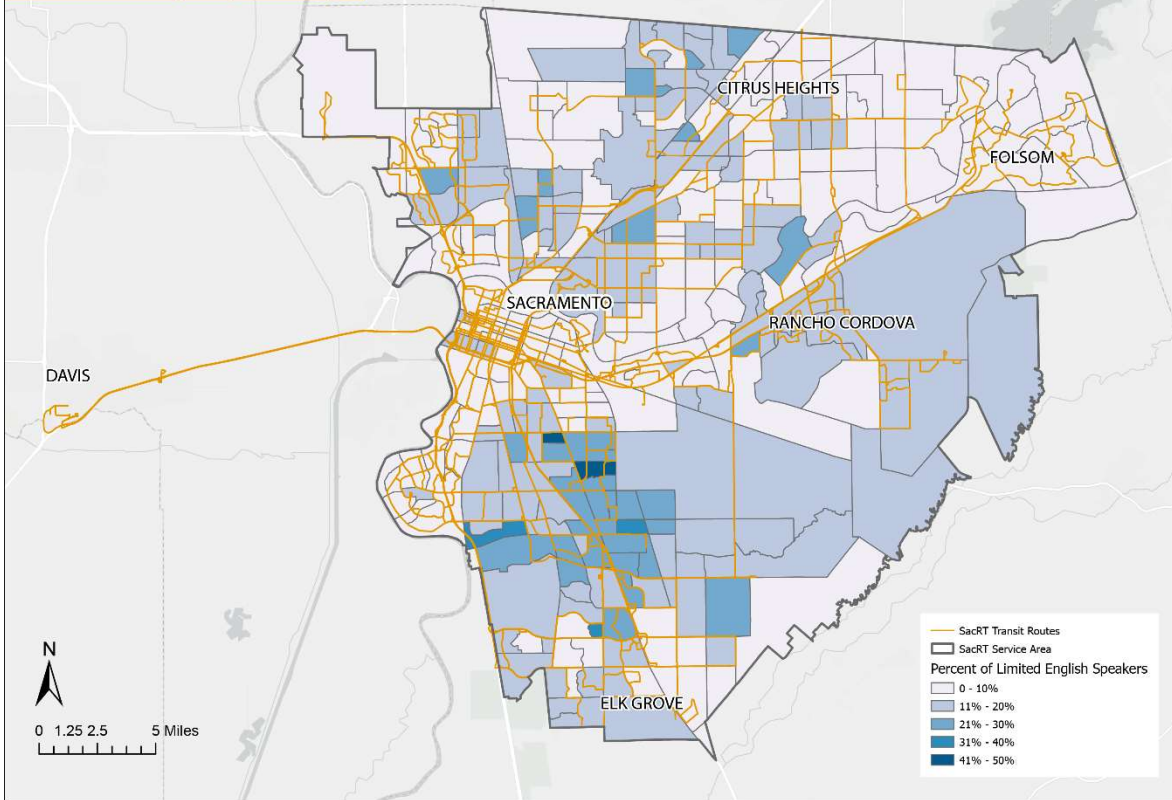 CITRUS HEIGHTS
FOLSOM
SACRAMENTO
RANCHO CORDOVA
DAVIS
ELK GROVE
N
0 1.25 2.5 5 Miles
SacRT Transit Routes
SacRT Service Area
Percent of Limited English Speakers
0 - 10%
11% - 20%
21% - 30%
31% - 40%
41% - 50%